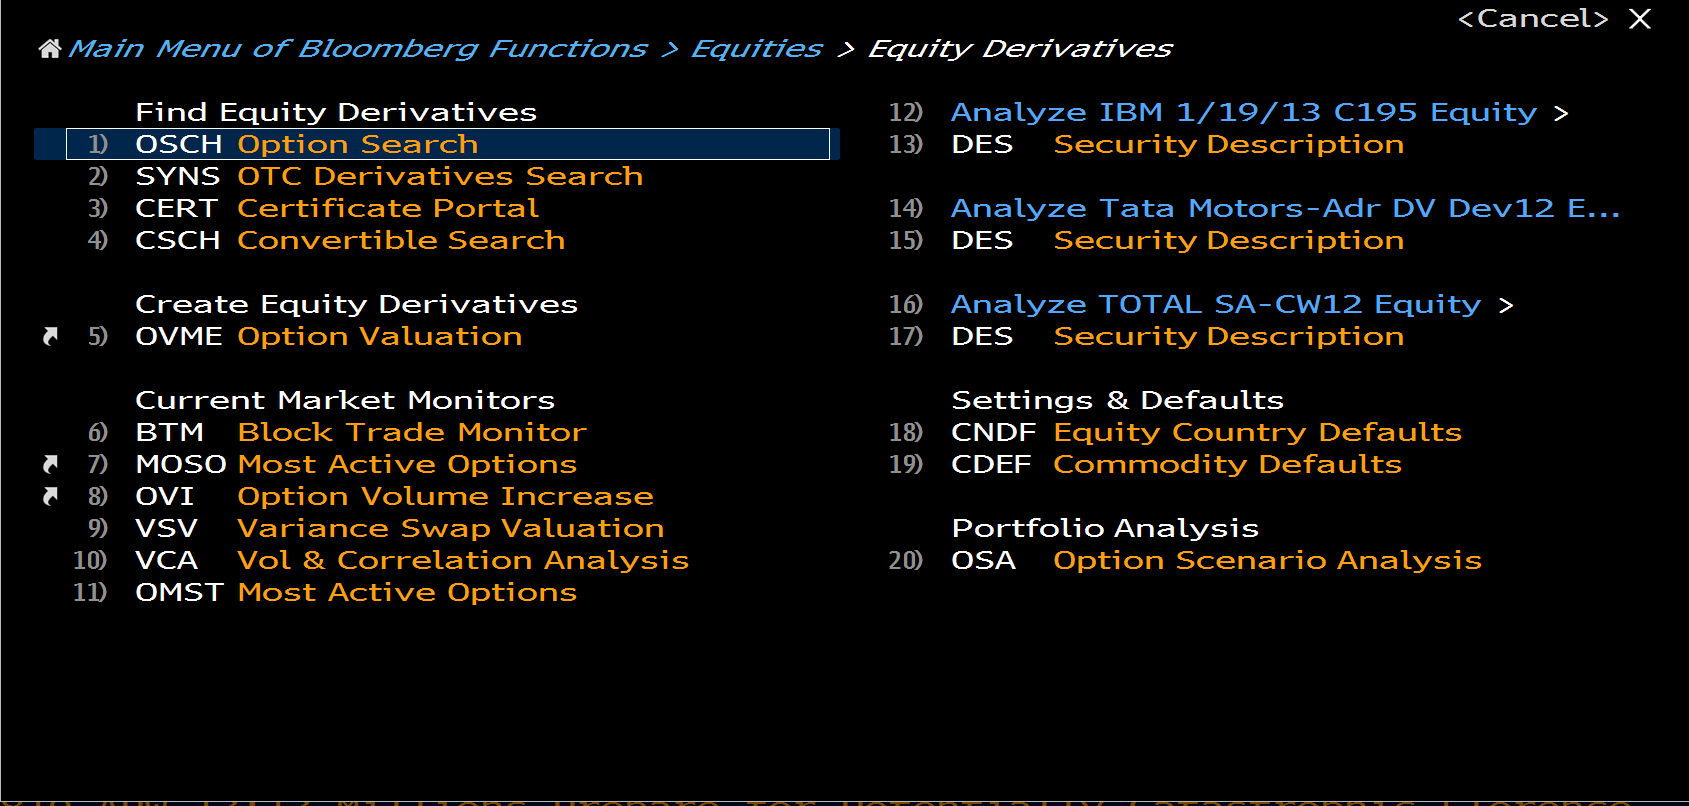 <Cancel> X
Main Menu of Bloomberg Functions > Equities > Equity Derivatives
Find Equity Derivatives
1) OSCH Option Search
2) SYNS OTC Derivatives Search
3) CERT Certificate Portal
4) CSCH Convertible Search
Create Equity Derivatives
5) OVME Option Valuation
Current Market Monitors
6) BTM Block Trade Monitor
7) MOSO Most Active Options
8) OVI Option Volume Increase
9) VSV Variance Swap Valuation
10) VCA Vol & Correlation Analysis
11) OMST Most Active Options
12) Analyze IBM 1/19/13 C195 Equity >
13) DES Security Description
14) Analyze Tata Motors-Adr DV Dev12 E...
15) DES Security Description
16) Analyze TOTAL SA-CW12 Equity >
17) DES Security Description
Settings & Defaults
18) CNDF Equity Country Defaults
19) CDEF Commodity Defaults
Portfolio Analysis
20) OSA Option Scenario Analysis